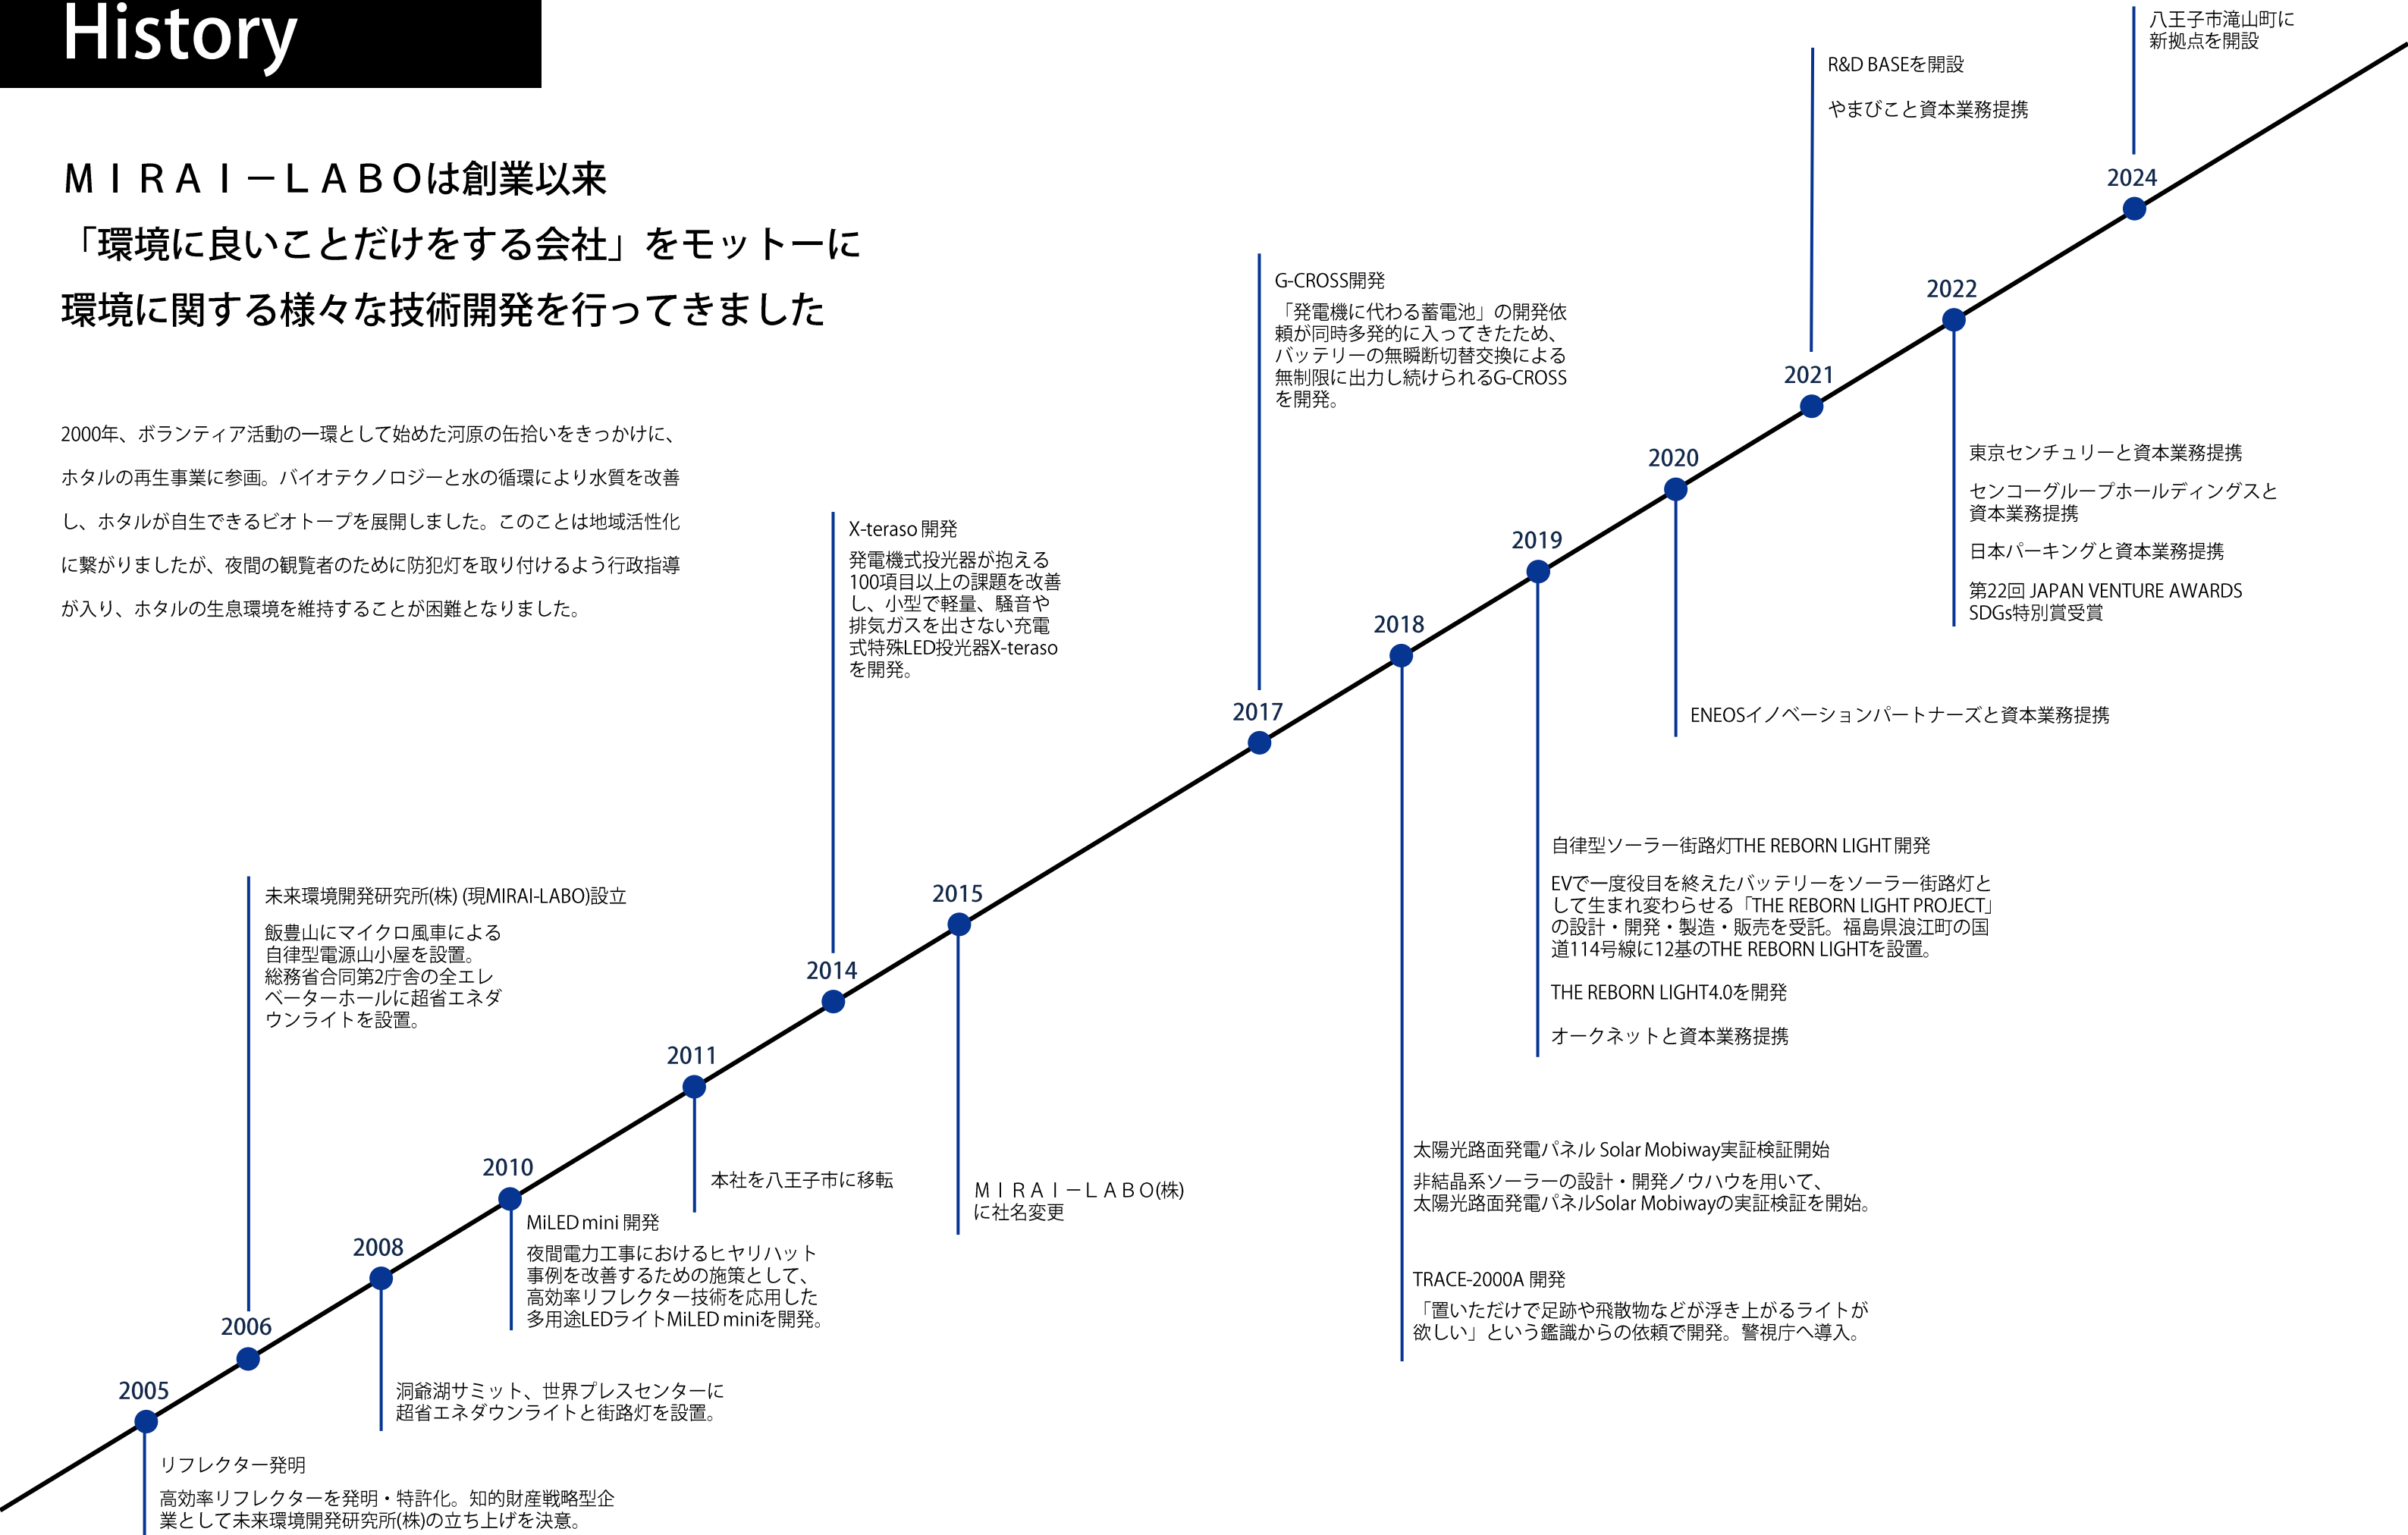 History
ＭＩＲＡＩ－ＬＡＢＯは創業以来
「環境に良いことだけをする会社」をモットーに
環境に関する様々な技術開発を行ってきました
2000年、ボランティア活動の一環として始めた河原の缶拾いをきっかけに、
ホタルの再生事業に参画。バイオテクノロジーと水の循環により水質を改善
し、ホタルが自生できるビオトープを展開しました。このことは地域活性化
に繋がりましたが、夜間の観覧者のために防犯灯を取り付けるよう行政指導
が入り、ホタルの生息環境を維持することが困難となりました。
2005
リフレクター発明
高効率リフレクターを発明・特許化。知的財産戦略型企
業として未来環境開発研究所(株)の立ち上げを決意。
2006
未来環境開発研究所(株) (現MIRAI-LABO)設立
飯豊山にマイクロ風車による
自律型電源山小屋を設置。
総務省合同第2庁舎の全エレ
ベーターホールに超省エネダ
ウンライトを設置。
2008
洞爺湖サミット、世界プレスセンターに
超省エネダウンライトと街路灯を設置。
2010
MiLED mini 開発
夜間電力工事におけるヒヤリハット
事例を改善するための施策として、
高効率リフレクター技術を応用した
多用途LEDライトMiLED miniを開発。
2011
本社を八王子市に移転
2014
X-teraso 開発
発電機式投光器が抱える
100項目以上の課題を改善
し、小型で軽量、騒音や
排気ガスを出さない充電
式特殊LED投光器X-teraso
を開発。
2015
ＭＩＲＡＩ－ＬＡＢＯ(株)
に社名変更
2017
G-CROSS開発
「発電機に代わる蓄電池」の開発依
頼が同時多発的に入ってきたため、
バッテリーの無瞬断切替交換による
無制限に出力し続けられるG-CROSS
を開発。
2018
太陽光路面発電パネル Solar Mobiway実証検証開始
非結晶系ソーラーの設計・開発ノウハウを用いて、
太陽光路面発電パネルSolar Mobiwayの実証検証を開始。
TRACE-2000A 開発
「置いただけで足跡や飛散物などが浮き上がるライトが
欲しい」という鑑識からの依頼で開発。警視庁へ導入。
2019
自律型ソーラー街路灯THE REBORN LIGHT 開発
EVで一度役目を終えたバッテリーをソーラー街路灯と
して生まれ変わらせる「THE REBORN LIGHT PROJECT」
の設計・開発・製造・販売を受託。福島県浪江町の国
道114号線に12基のTHE REBORN LIGHTを設置。
THE REBORN LIGHT4.0を開発
オークネットと資本業務提携
2020
ENEOSイノベーションパートナーズと資本業務提携
2021
R&D BASEを開設
やまびこと資本業務提携
2022
東京センチュリーと資本業務提携
センコーグループホールディングスと
資本業務提携
日本パーキングと資本業務提携
第22回 JAPAN VENTURE AWARDS
SDGs特別賞受賞
2024
八王子市滝山町に
新拠点を開設